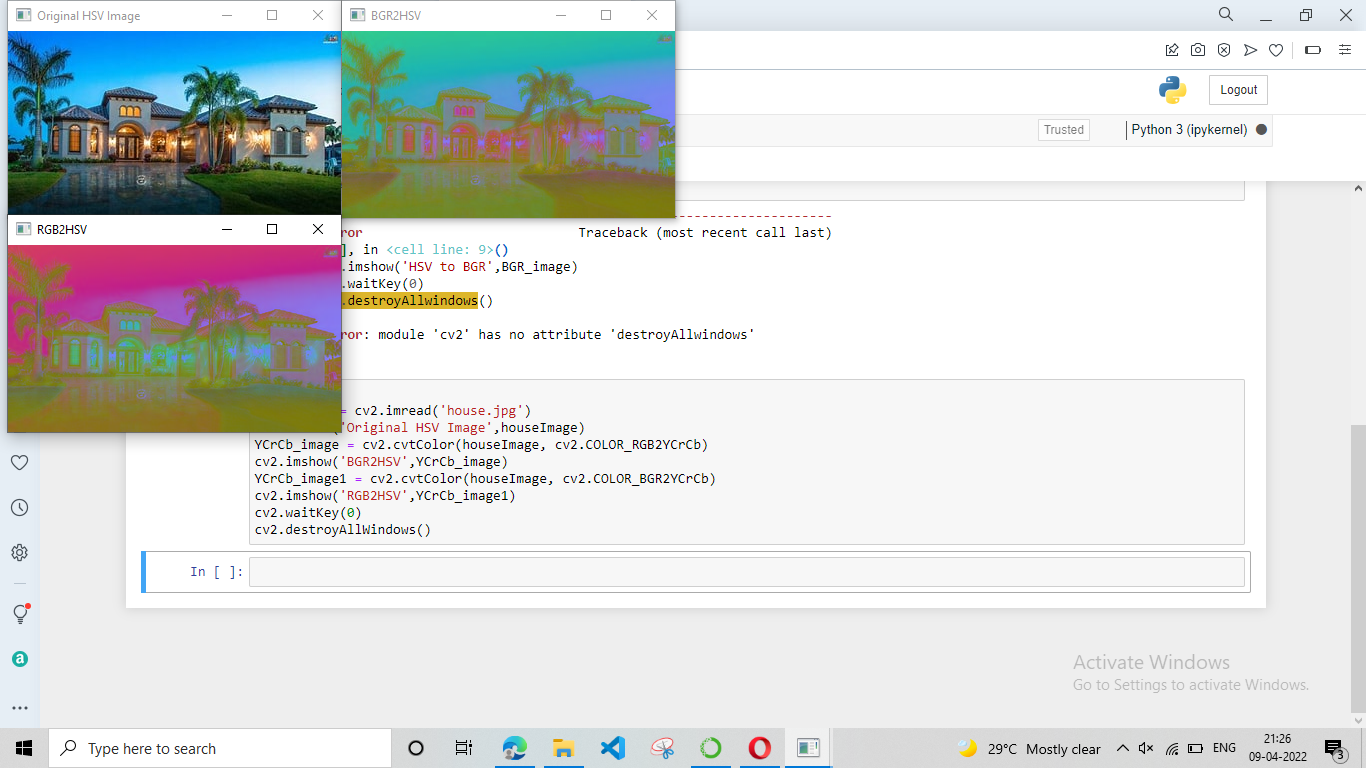 Original HSV Image
BGR2HSV
Logout
Trusted
Python 3 (ipykernel)
RGB2HSV
Traceback (most recent call last)
in <cell line: 9>()
.imshow('HSV to BGR',BGR_image)
.waitKey(0)
.destroyAllwindows()
module 'cv2' has no attribute 'destroyAllwindows'
= cv2.imread('house.jpg')
'Original HSV Image',houseImage)
YCrCb_image = cv2.cvtColor(houseImage, cv2.COLOR_RGB2YCrCb)
cv2.imshow('BGR2HSV',YCrCb_image)
YCrCb_image1 = cv2.cvtColor(houseImage, cv2.COLOR_BGR2YCrCb)
cv2.imshow('RGB2HSV',YCrCb_image1)
cv2.waitKey(0)
cv2.destroyAllWindows()
In [ ]:
a
Activate Windows
Go to Settings to activate Windows.
Type here to search
29°C Mostly clear
ENG
21:26
09-04-2022
3